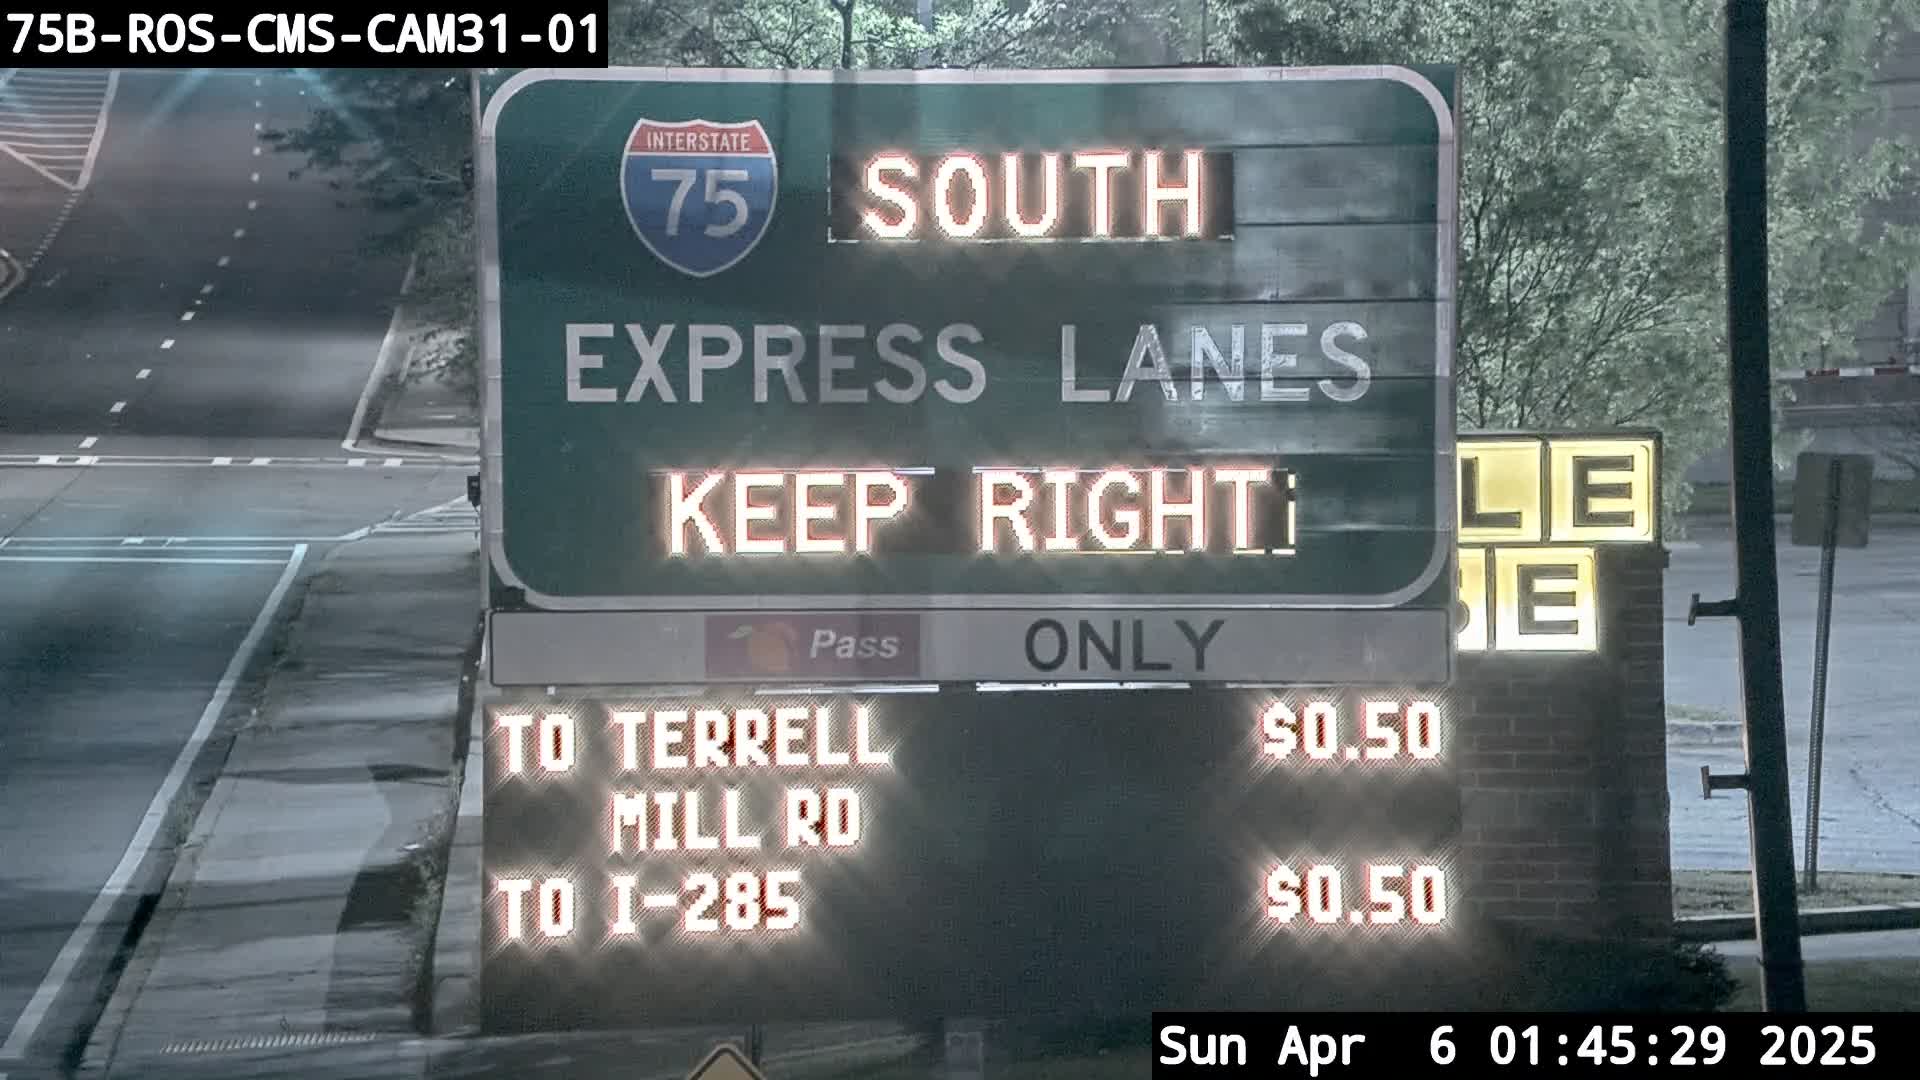 75B-ROS-CMS-CAM31-01
INTERSTATE
75
SOUTH
EXPRESS LANES
KEEP RIGHT
Pass ONLY
TO TERRELL $0.50
MILL RD
TO I-285 $0.50
LE
E
Sun Apr 6 01:45:29 2025